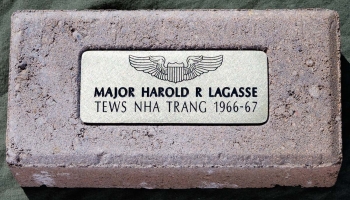 MAJOR HAROLD R LAGASSE
TEWS NHA TRANG 1966-67